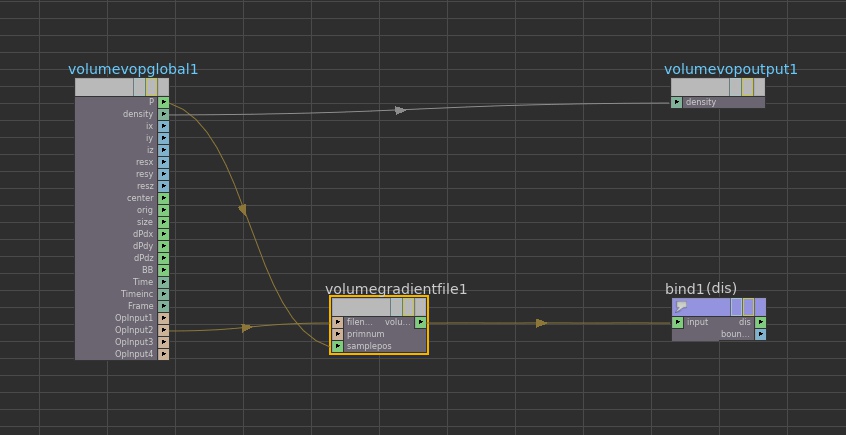 volumevopglobal1
P
density
ix
iy
iz
resx
resy
resz
center
orig
size
dPdx
dPdy
dPdz
BB
Time
Timeinc
Frame
OpInput1
OpInput2
OpInput3
OpInput4
volumegradientfile1
filen... volu...
primnum
samplepos
volumevopoutput1
density
bind1(dis)
input dis
boun...